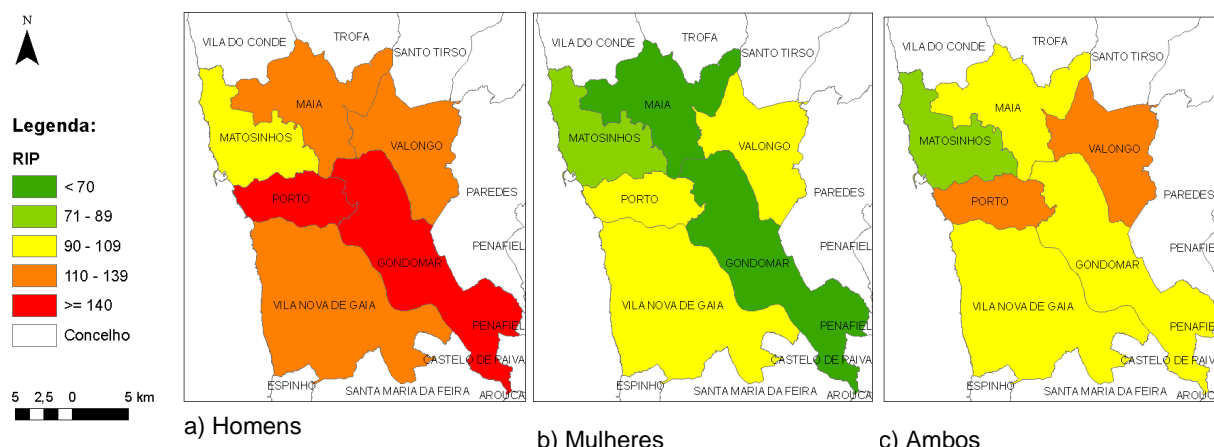 N
Legenda:
RIP
< 70
71 - 89
90 - 109
110 - 139
>= 140
Concelho
5 2,5 0 5 km
VILA DO CONDE
TROFA
SANTO TIRSO
MAIA
MATOSINHOS
VALONGO
PAREDES
PORTO
PENAFIEL
GONDOMAR
VILA NOVA DE GAIA
PENAFIEL
CASTELO DE PAIVA
ESPINHO
SANTA MARIA DA FEIRA
AROUCA
a) Homens
VILA DO CONDE
TROFA
SANTO TIRSO
MAIA
MATOSINHOS
VALONGO
PAREDES
PORTO
PENAFIEL
GONDOMAR
VILA NOVA DE GAIA
PENAFIEL
CASTELO DE PAIVA
ESPINHO
SANTA MARIA DA FEIRA
AROUCA
b) Mulheres
VILA DO CONDE
TROFA
SANTO TIRSO
MAIA
MATOSINHOS
VALONGO
PAREDES
PORTO
PENAFIE
GONDOMAR
VILA NOVA DE GAIA
PENAFIE
CASTELO DE PAIVA
ESPINHO
SANTA MARIA DA FEIRA
AROUC
c) Ambos